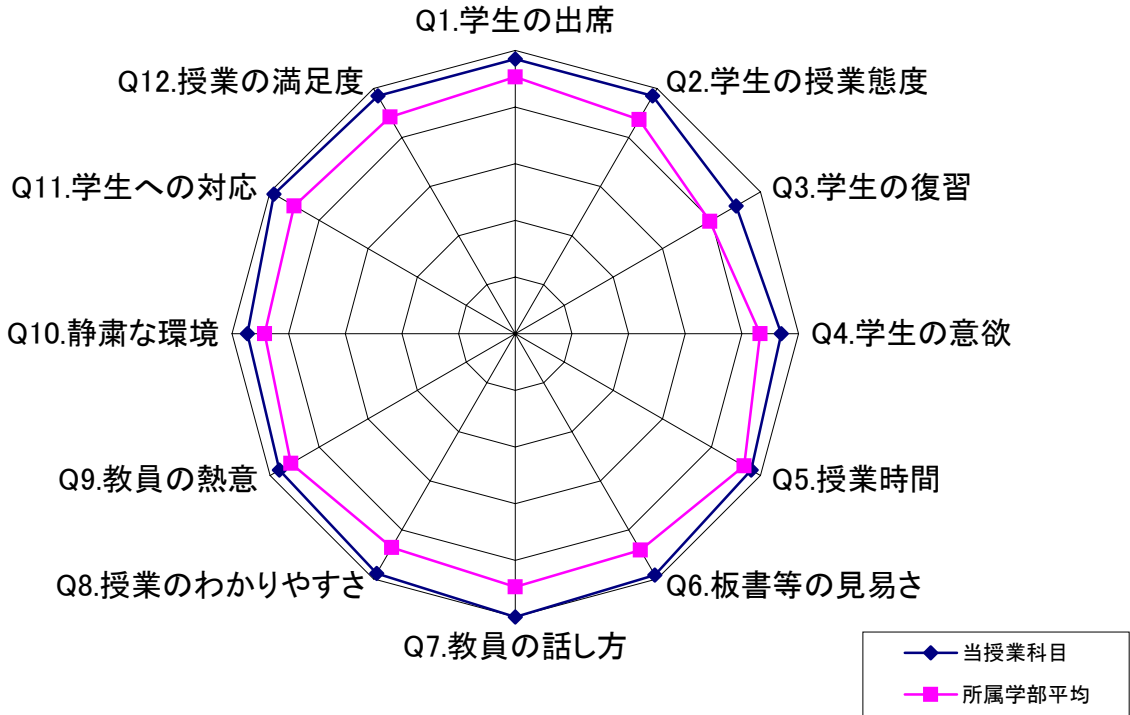 Q1.学生の出席
Q2.学生の授業態度
Q3.学生の復習
Q4.学生の意欲
Q5.授業時間
Q6.板書等の見易さ
Q7.教員の話し方
Q8.授業のわかりやすさ
Q9.教員の熱意
Q10.静粛な環境
Q11.学生への対応
Q12.授業の満足度
当授業科目
所属学部平均